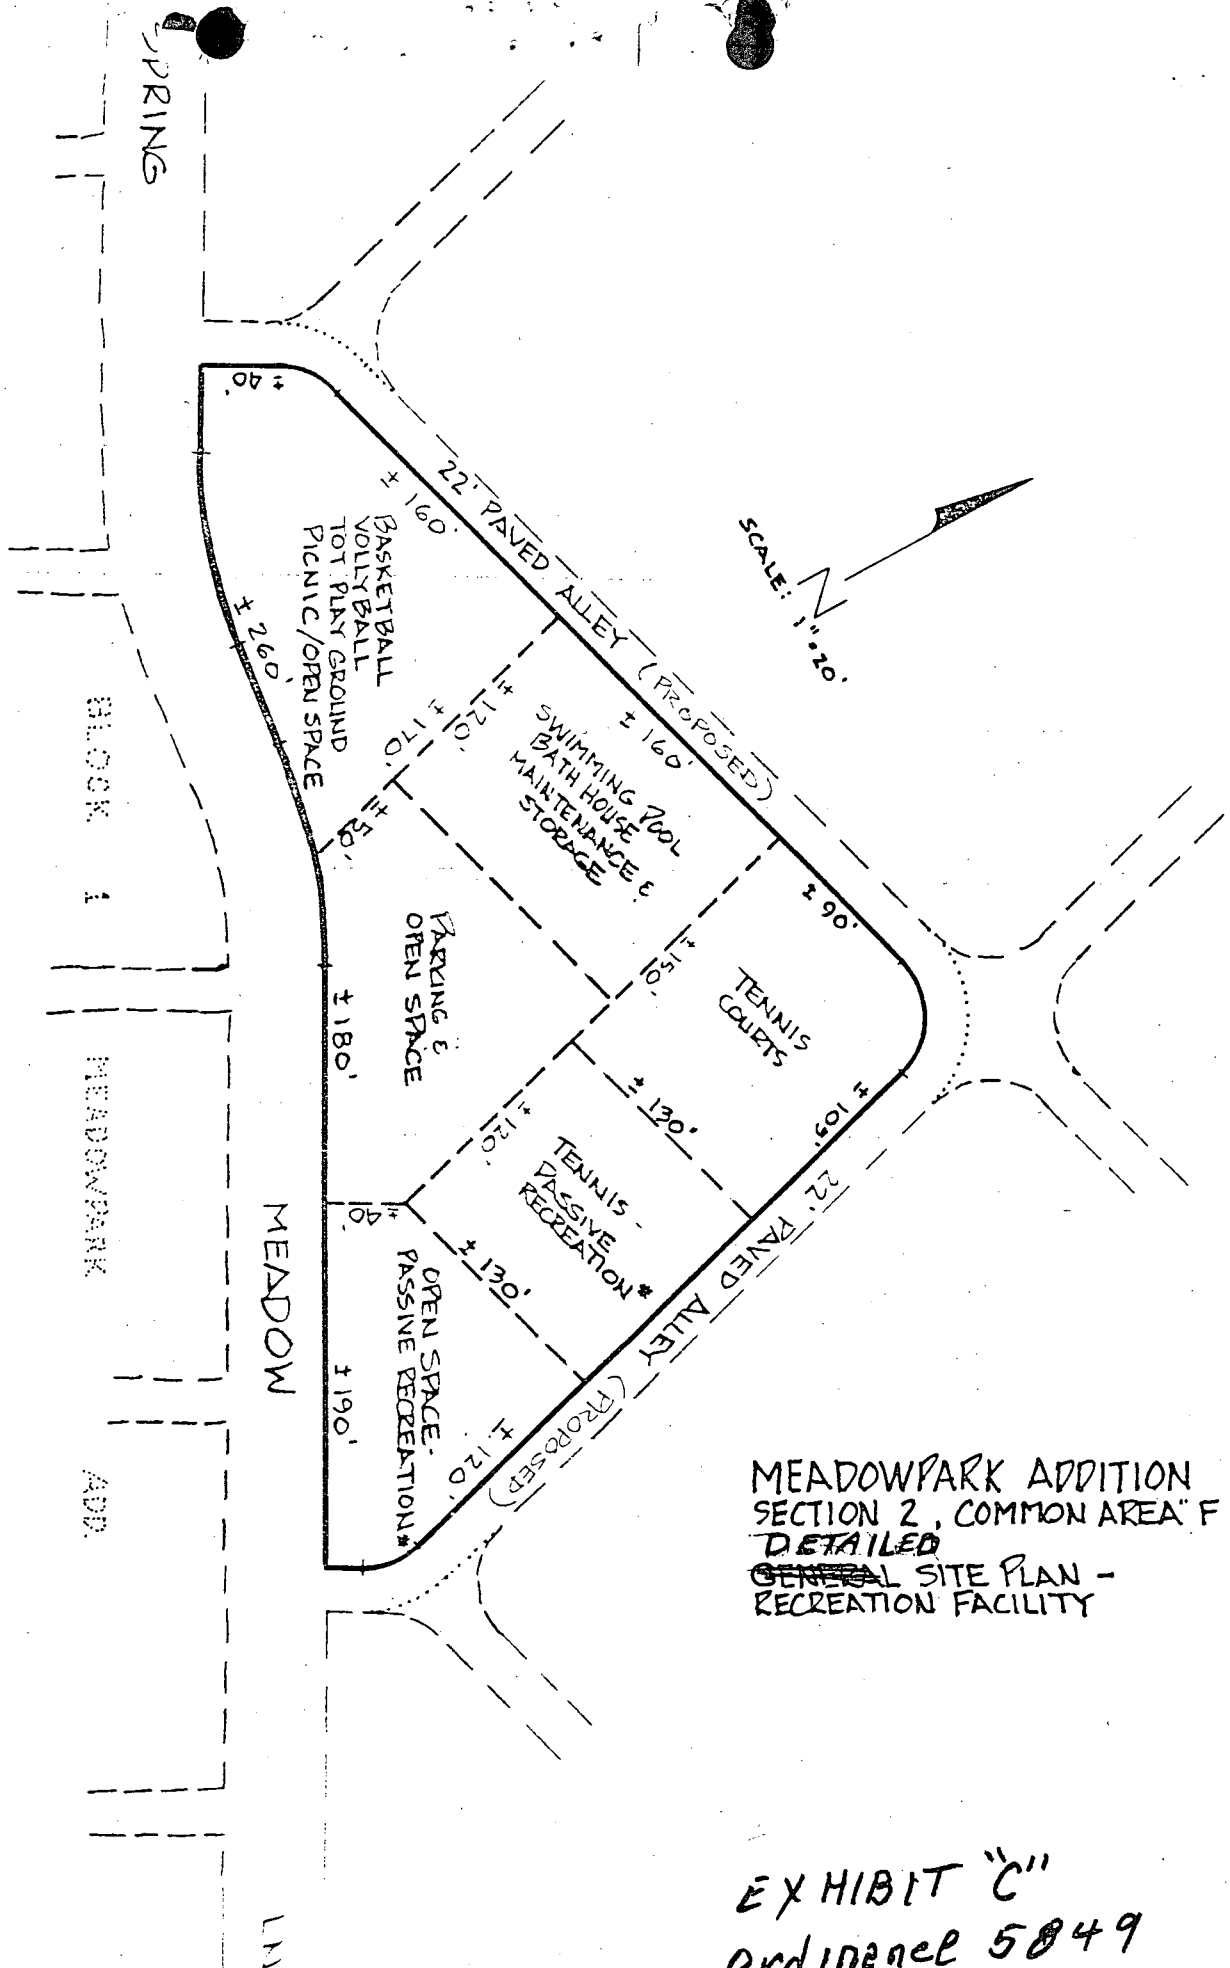 SPRING
± 40'
± 160'
22' PAVED ALLEY (PROPOSED)
SCALE: 1"=20'
N
BASKETBALL
VOLLYBALL
TOT PLAY GROUND
PICNIC/OPEN SPACE
± 260'
± 120'
± 170'
± 50'
SWIMMING POOL
BATH HOUSE
MAINTENANCE &
STORAGE
± 160'
± 90'
BLOCK 1
PARKING &
OPEN SPACE
± 150'
TENNIS
COURTS
± 180'
± 130'
± 105'
± 120'
TENNIS -
PASSIVE
RECREATION*
22' PAVED ALLEY (PROPOSED)
MEADOWPARK
MEADOW
± 40'
± 130'
OPEN SPACE-
PASSIVE RECREATION*
± 190'
± 120'
ADD.
MEADOWPARK ADDITION
SECTION 2, COMMON AREA "F
DETAILED
GENERAL SITE PLAN -
RECREATION FACILITY
LN
EXHIBIT "C"
Ordinance 5849